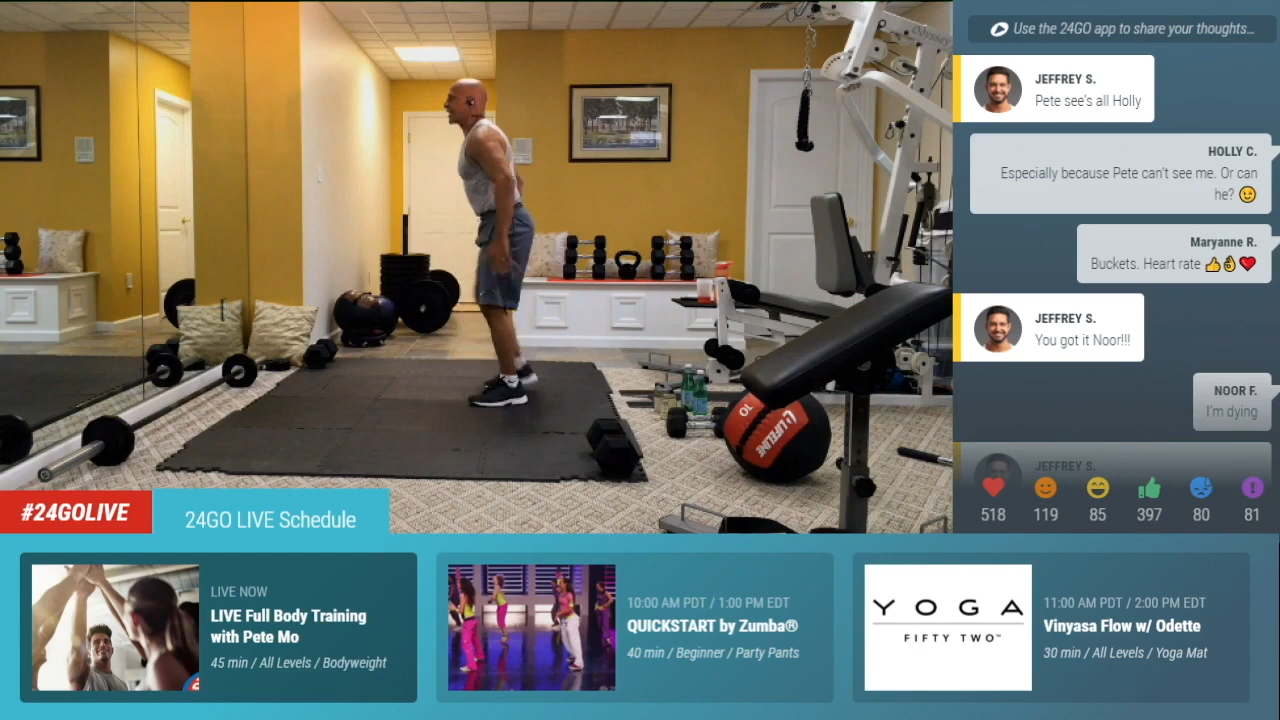 Use the 24GO app to share your thoughts...
JEFFREY S.
Pete see's all Holly
HOLLY C.
Especially because Pete can't see me. Or can
he? 😉
Maryanne R.
Buckets. Heart rate 👍👌❤️
JEFFREY S.
You got it Noor!!!
NOOR F.
I'm dying
JEFFREY S.
518
119
85
397
80
81
Odyssey
10
LIFELINE
#24GOLIVE
24GO LIVE Schedule
LIVE NOW
LIVE Full Body Training
with Pete Mo
45 min / All Levels / Bodyweight
10:00 AM PDT / 1:00 PM EDT
QUICKSTART by Zumba®
40 min / Beginner / Party Pants
YOGA
FIFTY TWO™
11:00 AM PDT / 2:00 PM EDT
Vinyasa Flow w/ Odette
30 min / All Levels / Yoga Mat